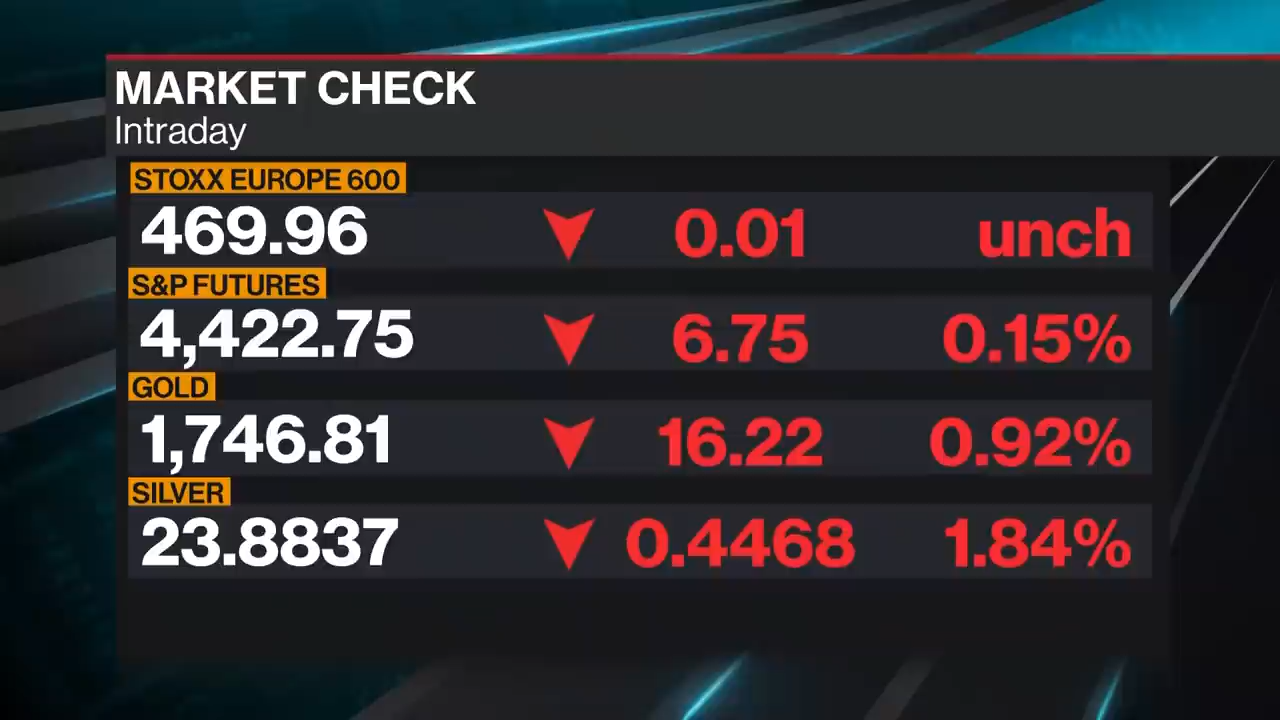 MARKET CHECK
Intraday
STOXX EUROPE 600
469.96 0.01 unch
S&P FUTURES
4,422.75 6.75 0.15%
GOLD
1,746.81 16.22 0.92%
SILVER
23.8837 0.4468 1.84%